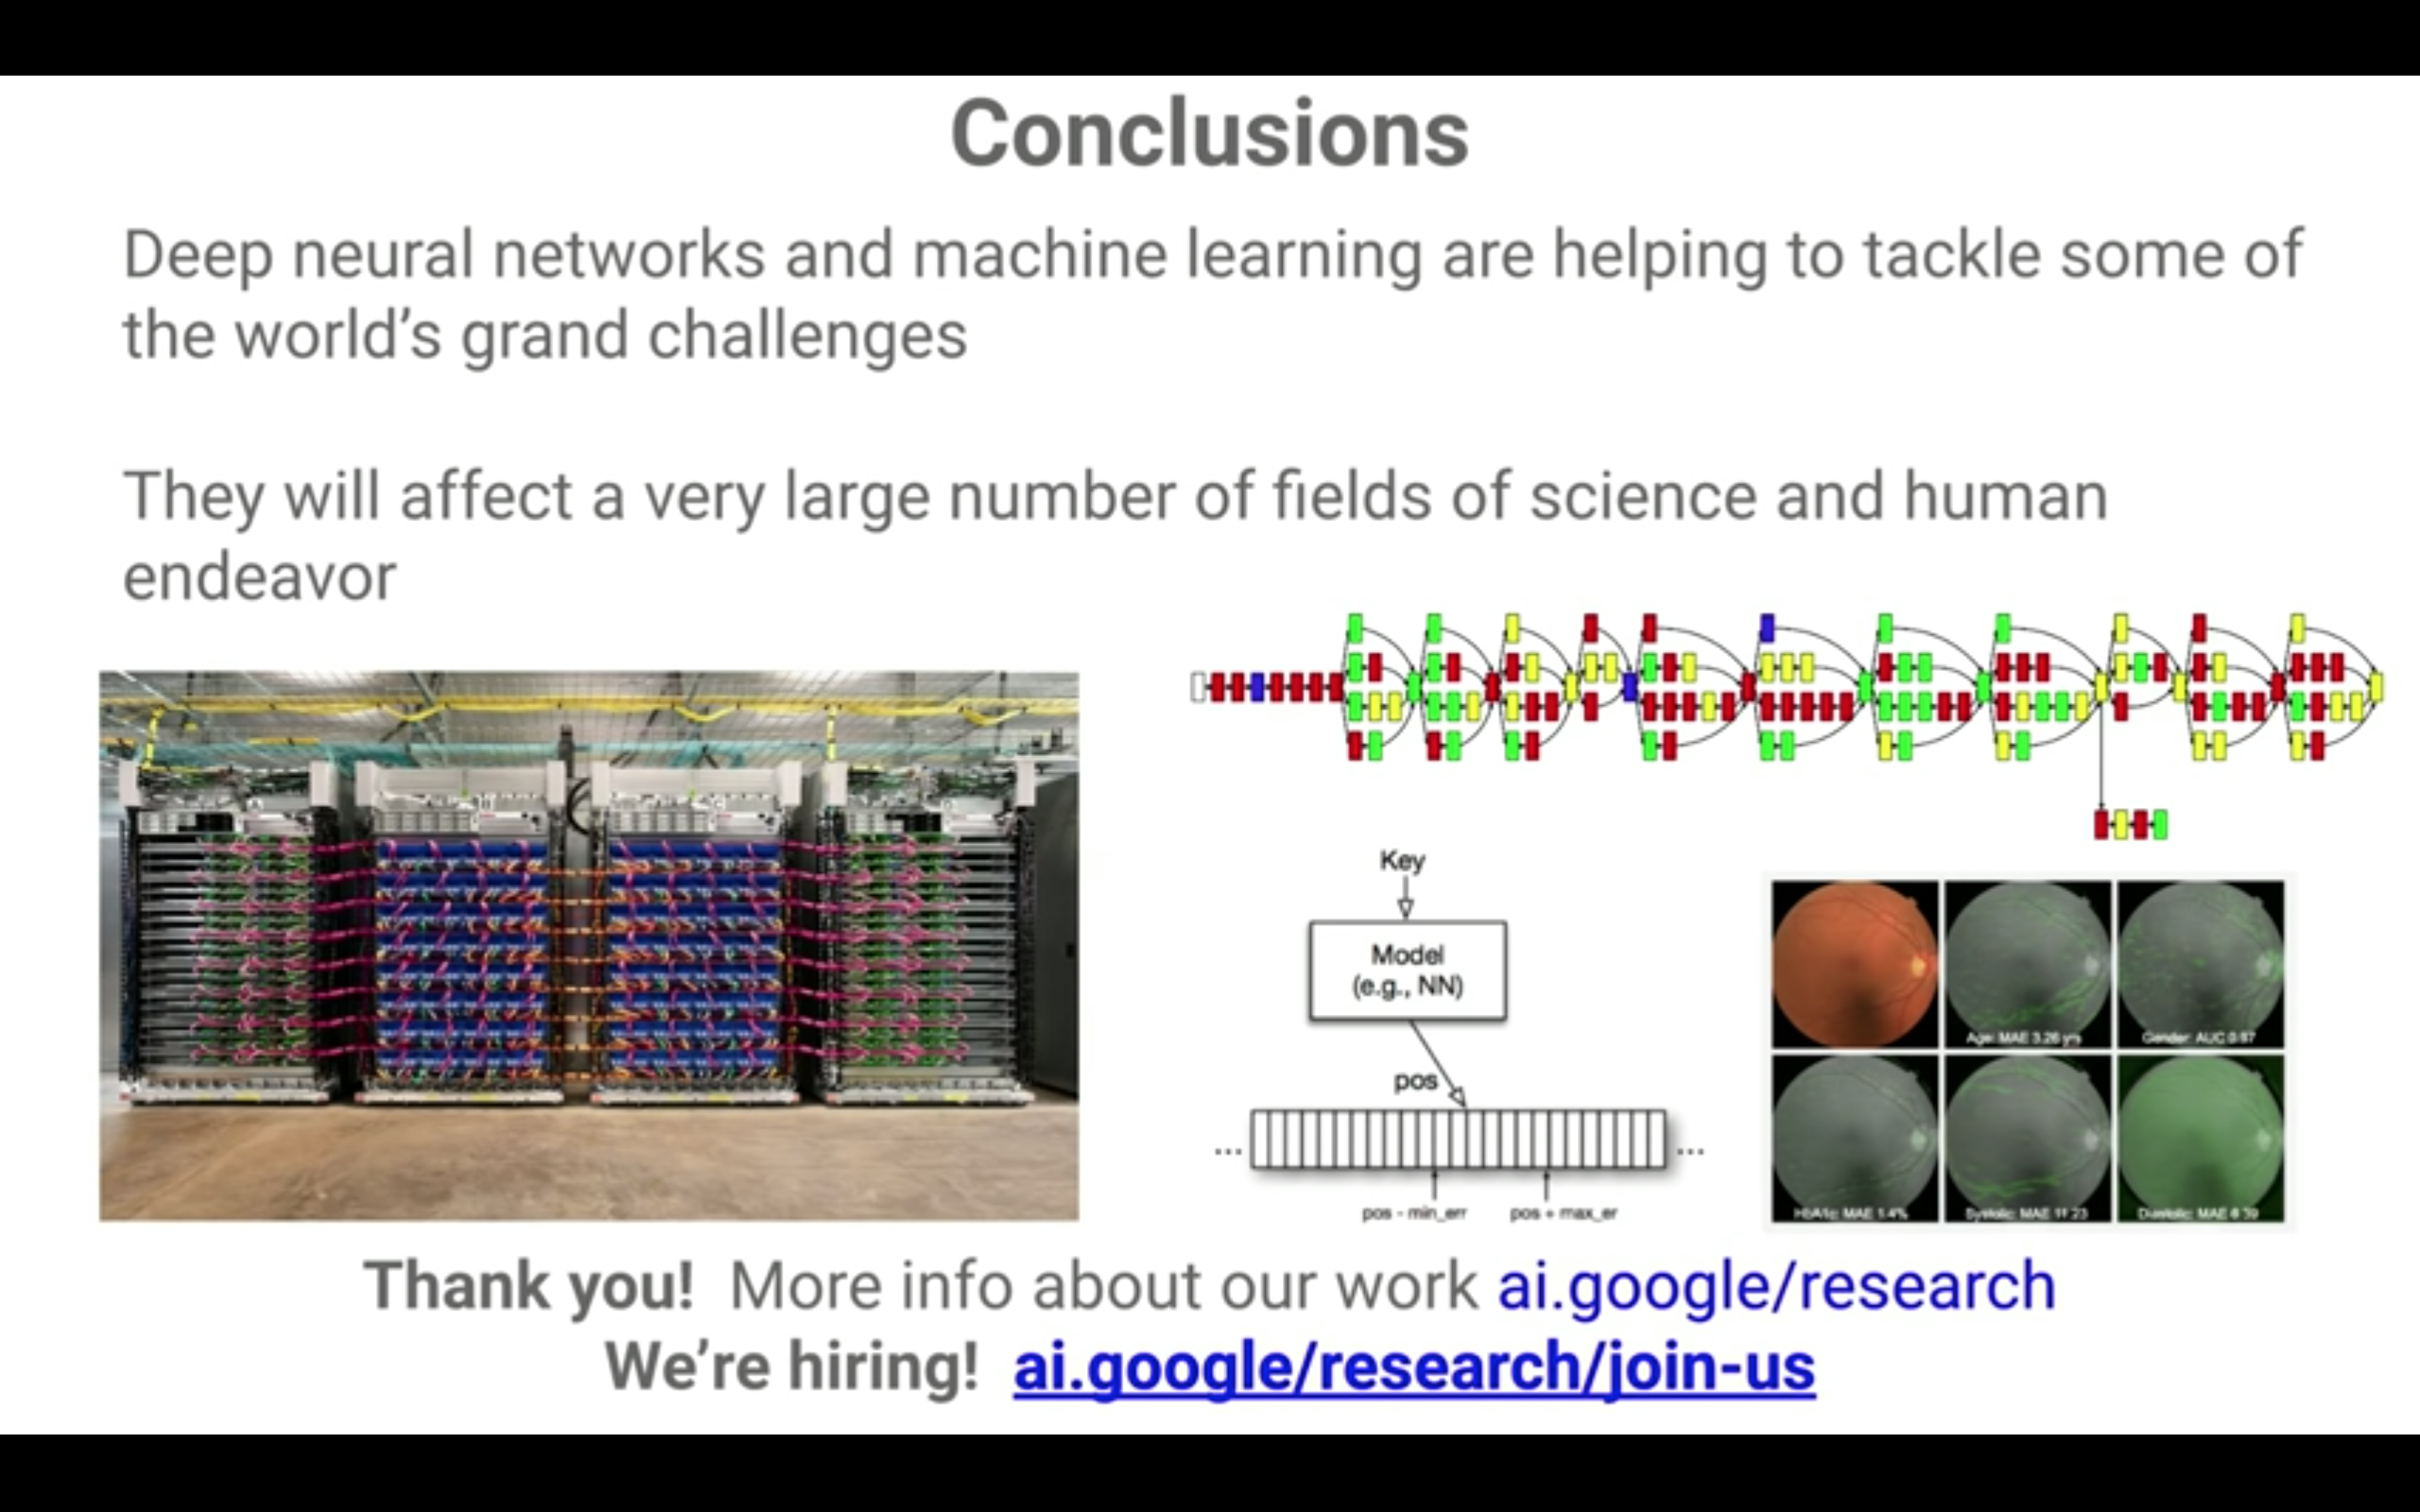 Conclusions
Deep neural networks and machine learning are helping to tackle some of
the world's grand challenges
They will affect a very large number of fields of science and human
endeavor
Key
Model
(e.g., NN)
pos
... ...
pos - min_err pos + max_er
Age: MAE 3.26 yrs Gender: AUC 0.97
HbA1c: MAE 1.4% Systolic: MAE 11.23 Diastolic: MAE 6.39
Thank you! More info about our work ai.google/research
We're hiring! ai.google/research/join-us